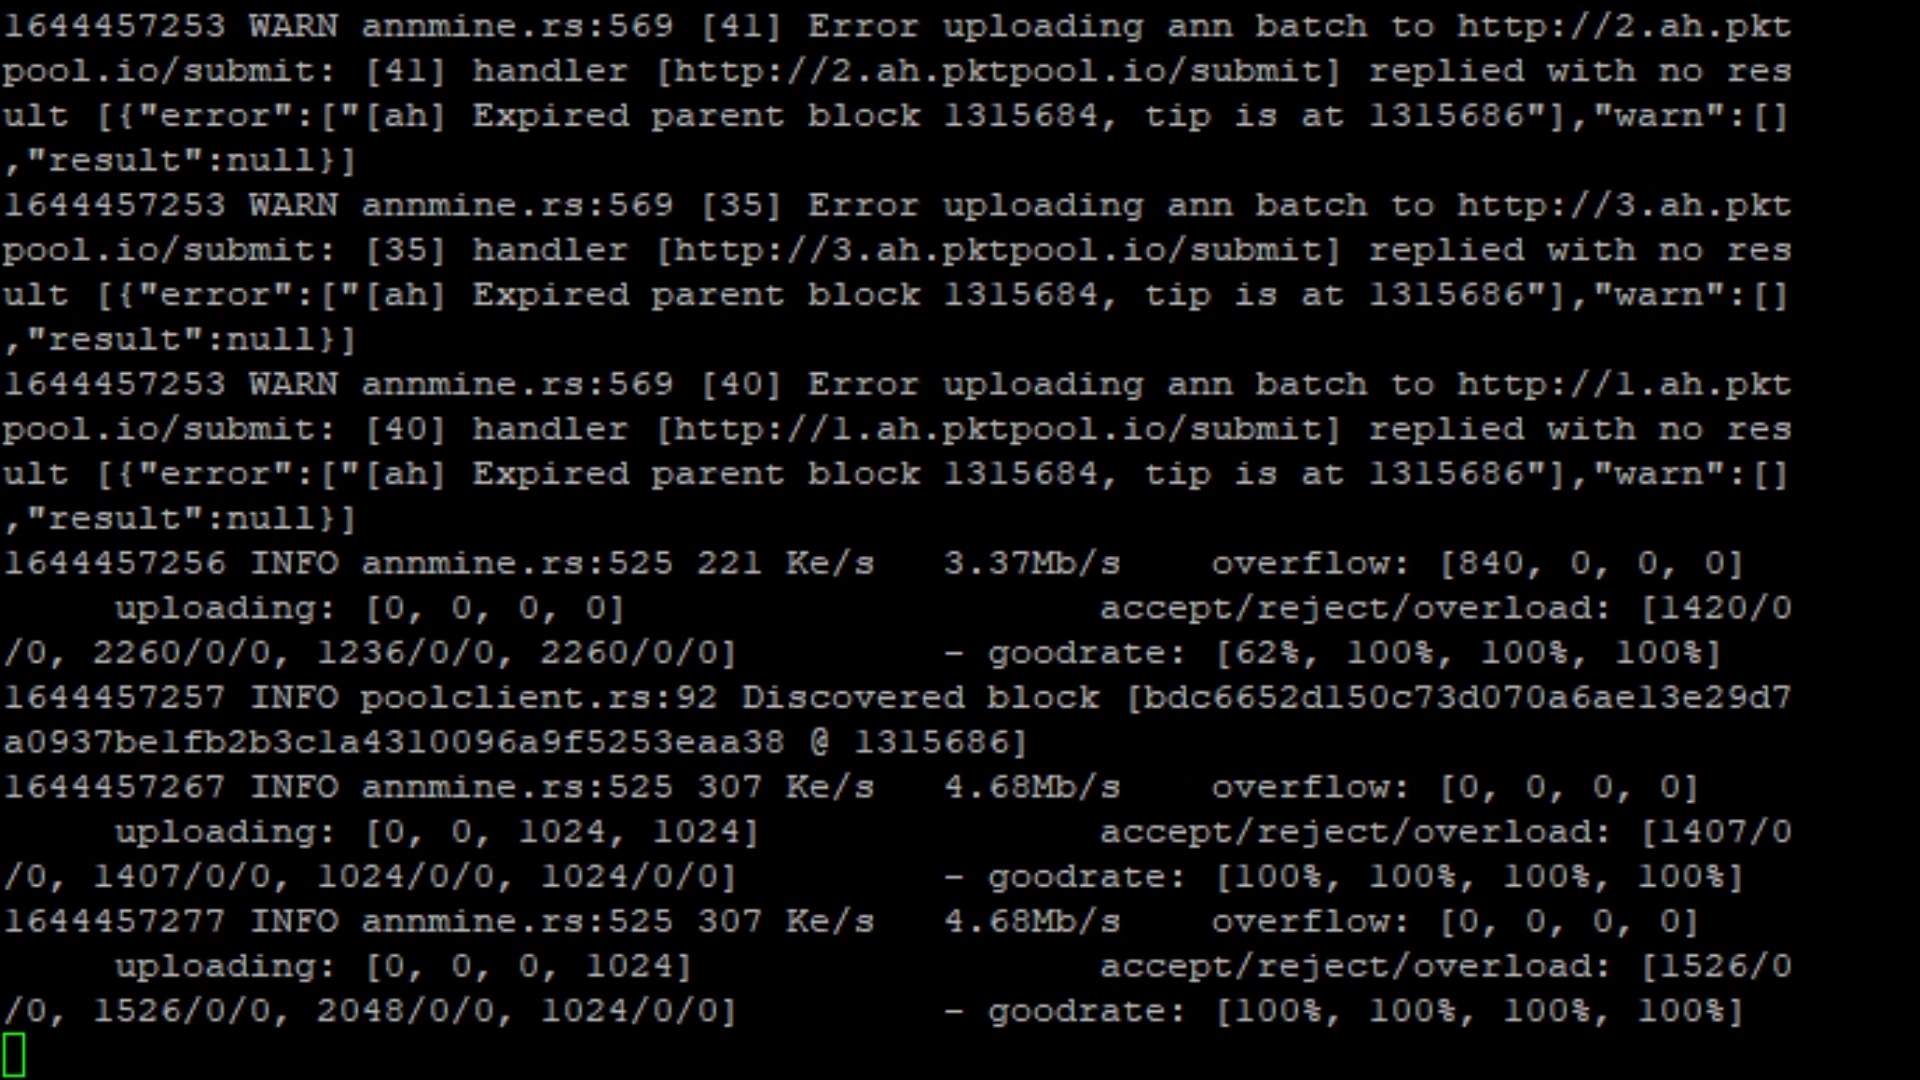 1644457253 WARN annmine.rs:569 [41] Error uploading ann batch to http://2.ah.pkt
pool.io/submit: [41] handler [http://2.ah.pktpool.io/submit] replied with no res
ult [{"error":["[ah] Expired parent block 1315684, tip is at 1315686"],"warn":[]
,"result":null}]
1644457253 WARN annmine.rs:569 [35] Error uploading ann batch to http://3.ah.pkt
pool.io/submit: [35] handler [http://3.ah.pktpool.io/submit] replied with no res
ult [{"error":["[ah] Expired parent block 1315684, tip is at 1315686"],"warn":[]
,"result":null}]
1644457253 WARN annmine.rs:569 [40] Error uploading ann batch to http://1.ah.pkt
pool.io/submit: [40] handler [http://1.ah.pktpool.io/submit] replied with no res
ult [{"error":["[ah] Expired parent block 1315684, tip is at 1315686"],"warn":[]
,"result":null}]
1644457256 INFO annmine.rs:525 221 Ke/s   3.37Mb/s    overflow: [840, 0, 0, 0]
     uploading: [0, 0, 0, 0]                     accept/reject/overload: [1420/0
/0, 2260/0/0, 1236/0/0, 2260/0/0]         - goodrate: [62%, 100%, 100%, 100%]
1644457257 INFO poolclient.rs:92 Discovered block [bdc6652d150c73d070a6ae13e29d7
a0937be1fb2b3c1a4310096a9f5253eaa38 @ 1315686]
1644457267 INFO annmine.rs:525 307 Ke/s   4.68Mb/s    overflow: [0, 0, 0, 0]
     uploading: [0, 0, 1024, 1024]               accept/reject/overload: [1407/0
/0, 1407/0/0, 1024/0/0, 1024/0/0]         - goodrate: [100%, 100%, 100%, 100%]
1644457277 INFO annmine.rs:525 307 Ke/s   4.68Mb/s    overflow: [0, 0, 0, 0]
     uploading: [0, 0, 0, 1024]                  accept/reject/overload: [1526/0
/0, 1526/0/0, 2048/0/0, 1024/0/0]         - goodrate: [100%, 100%, 100%, 100%]